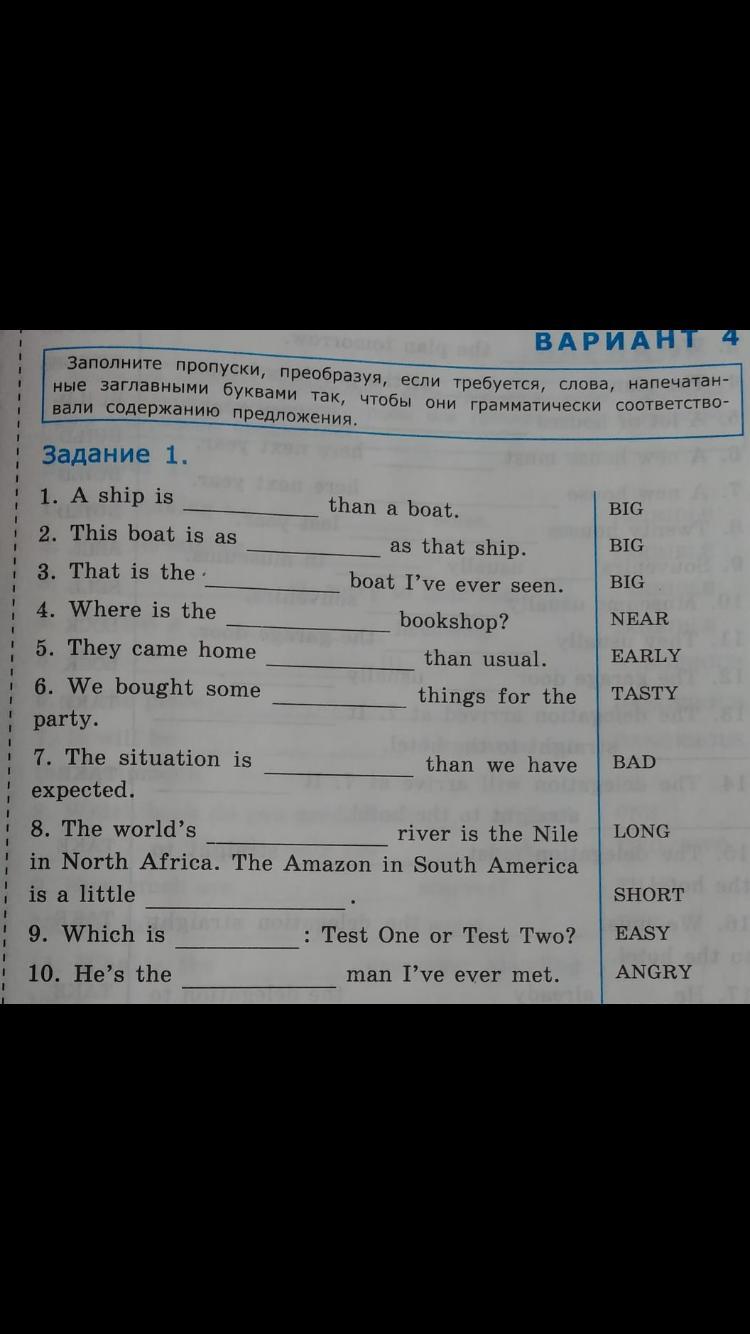 ВАРИАНТ 4
Заполните пропуски, преобразуя, если требуется, слова, напечатан-
ные заглавными буквами так, чтобы они грамматически соответство-
вали содержанию предложения.
Задание 1.
1. A ship is ____________ than a boat. BIG
2. This boat is as ____________ as that ship. BIG
3. That is the ____________ boat I've ever seen. BIG
4. Where is the ____________ bookshop? NEAR
5. They came home ____________ than usual. EARLY
6. We bought some ____________ things for the TASTY
party.
7. The situation is ____________ than we have BAD
expected.
8. The world's ____________ river is the Nile LONG
in North Africa. The Amazon in South America
is a little ____________. SHORT
9. Which is ____________: Test One or Test Two? EASY
10. He's the ____________ man I've ever met. ANGRY